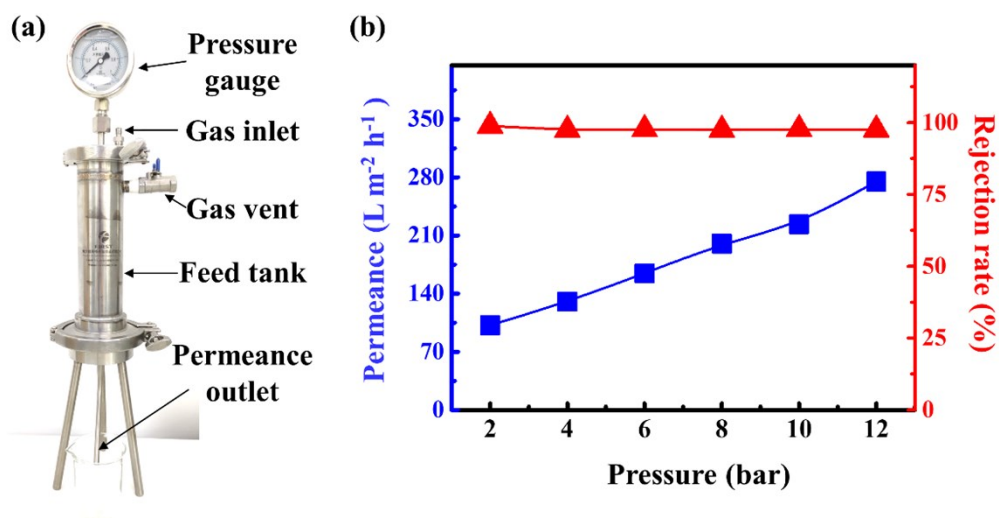 (a)
Pressure
gauge
Gas inlet
Gas vent
Feed tank
Permeance
outlet
(b)
Permeance (L m⁻² h⁻¹)
350
280
210
140
70
0
100
75
50
25
0
Rejection rate (%)
2 4 6 8 10 12
Pressure (bar)